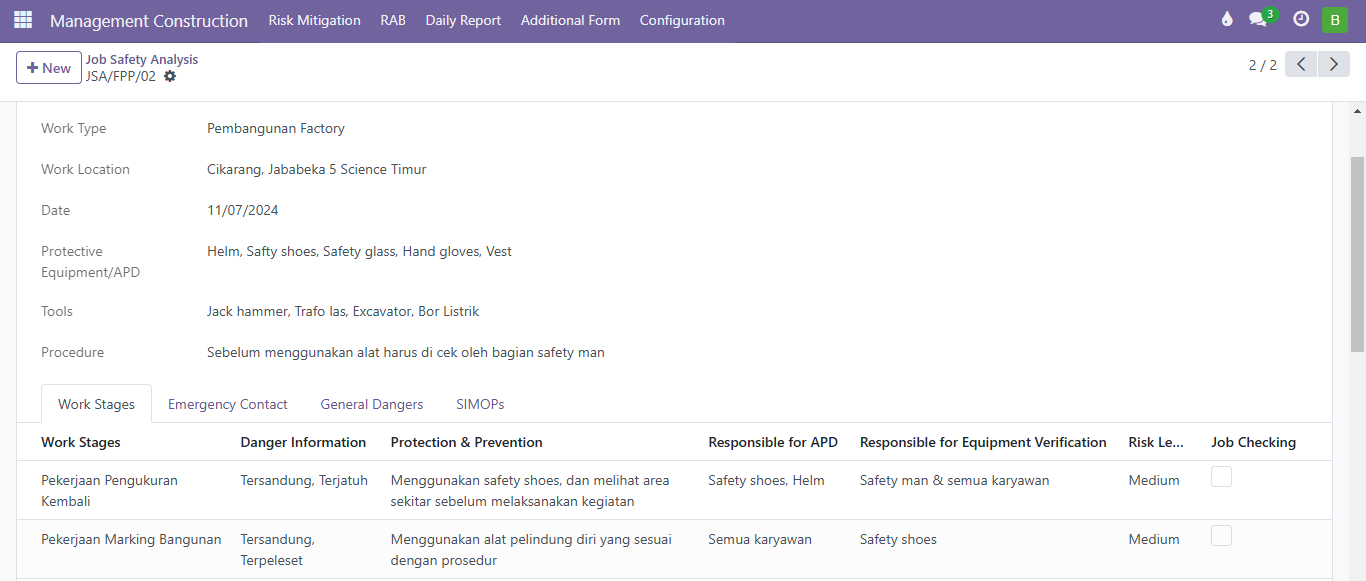 Management Construction Risk Mitigation RAB Daily Report Additional Form Configuration 3 B
New Job Safety Analysis
JSA/FPP/02 2 / 2
Work Type Pembangunan Factory
Work Location Cikarang, Jababeka 5 Science Timur
Date 11/07/2024
Protective Helm, Safty shoes, Safety glass, Hand gloves, Vest
Equipment/APD
Tools Jack hammer, Trafo las, Excavator, Bor Listrik
Procedure Sebelum menggunakan alat harus di cek oleh bagian safety man
Work Stages Emergency Contact General Dangers SIMOPs
Work Stages Danger Information Protection & Prevention Responsible for APD Responsible for Equipment Verification Risk Le... Job Checking
Pekerjaan Pengukuran Tersandung, Terjatuh Menggunakan safety shoes, dan melihat area Safety shoes, Helm Safety man & semua karyawan Medium
Kembali sekitar sebelum melaksanakan kegiatan
Pekerjaan Marking Bangunan Tersandung, Menggunakan alat pelindung diri yang sesuai Semua karyawan Safety shoes Medium
Terpeleset dengan prosedur